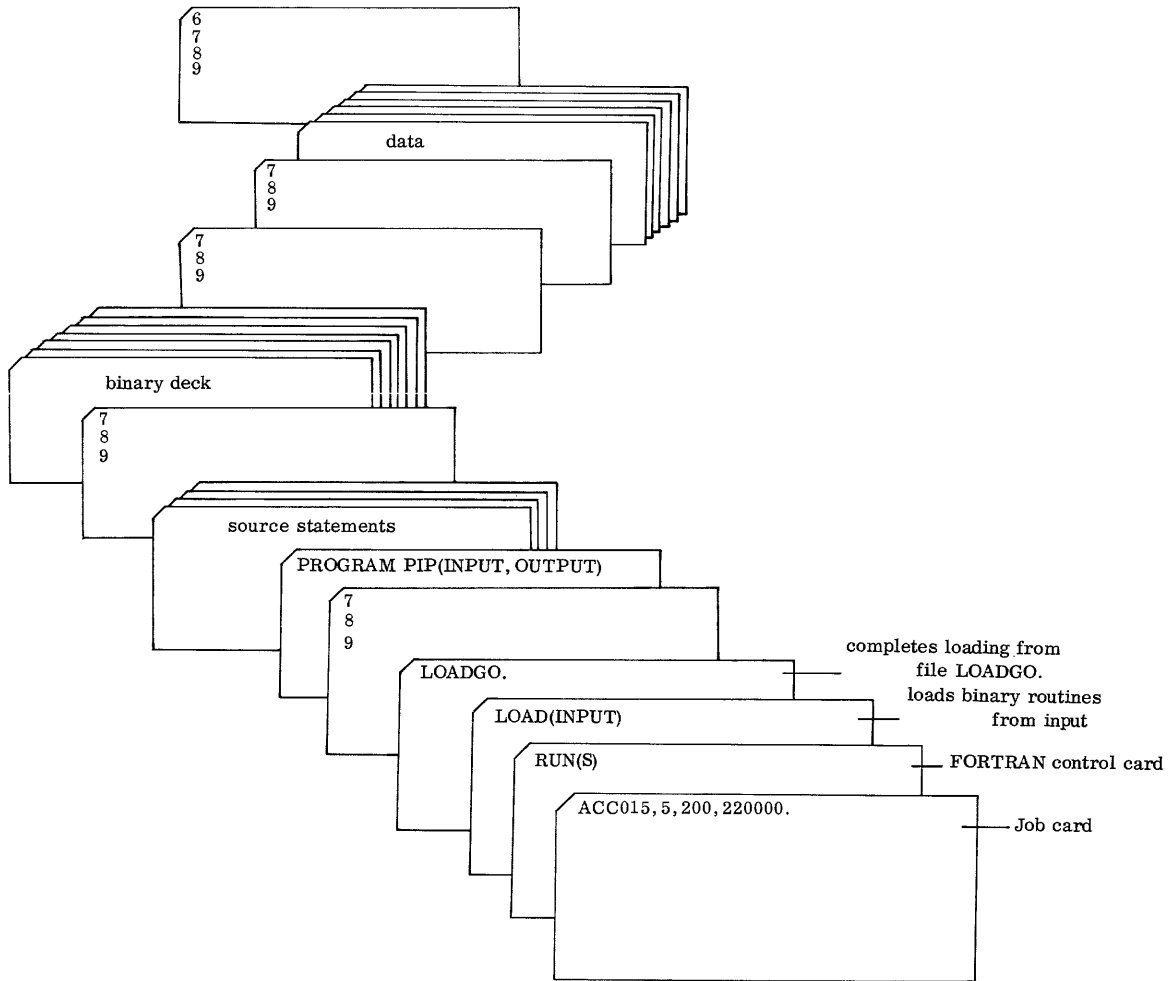 6
7
8
9
data
7
8
9
7
8
9
binary deck
7
8
9
source statements
PROGRAM PIP(INPUT, OUTPUT)
7
8
9
completes loading from
file LOADGO.
LOADGO.
loads binary routines
from input
LOAD(INPUT)
RUN(S)
FORTRAN control card
ACC015, 5, 200, 220000.
Job card